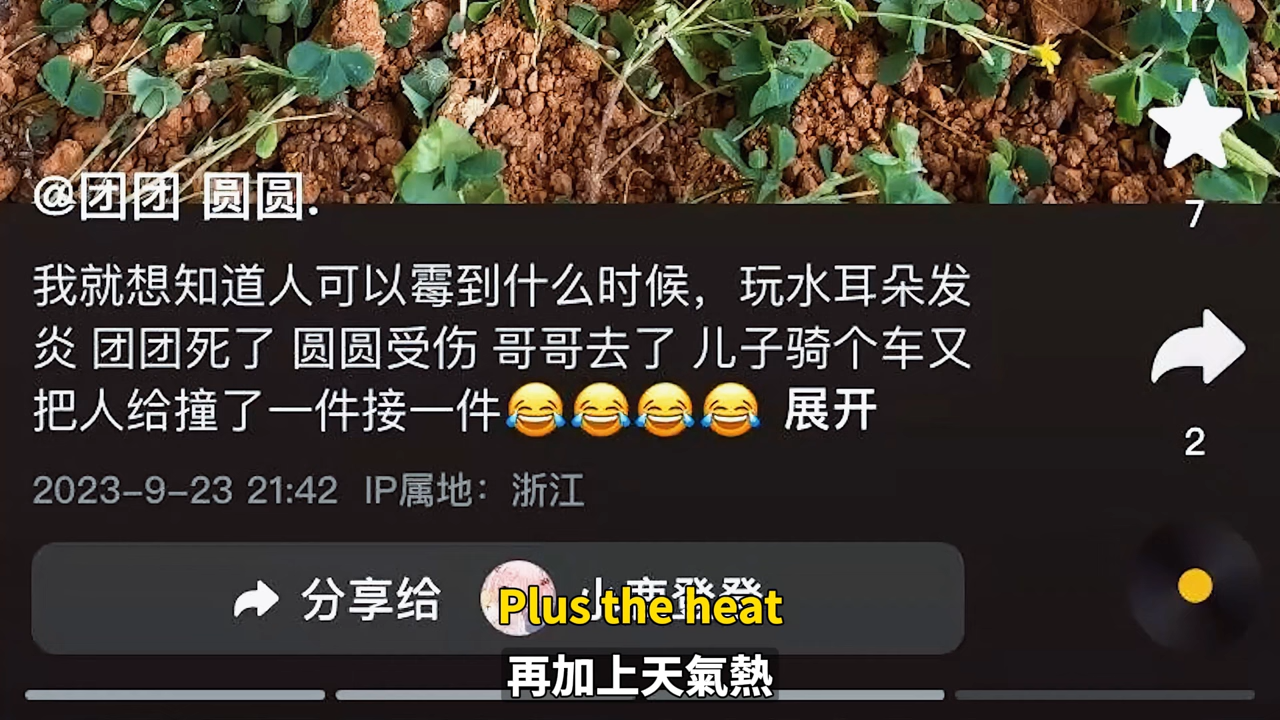 @团团 圆圆.
7
我就想知道人可以霉到什么时候，玩水耳朵发
炎 团团死了 圆圆受伤 哥哥去了 儿子骑个车又
把人给撞了一件接一件😂😂😂😂 展开
2
2023-9-23 21:42 IP属地：浙江
分享给
Plus the heat
再加上天氣熱